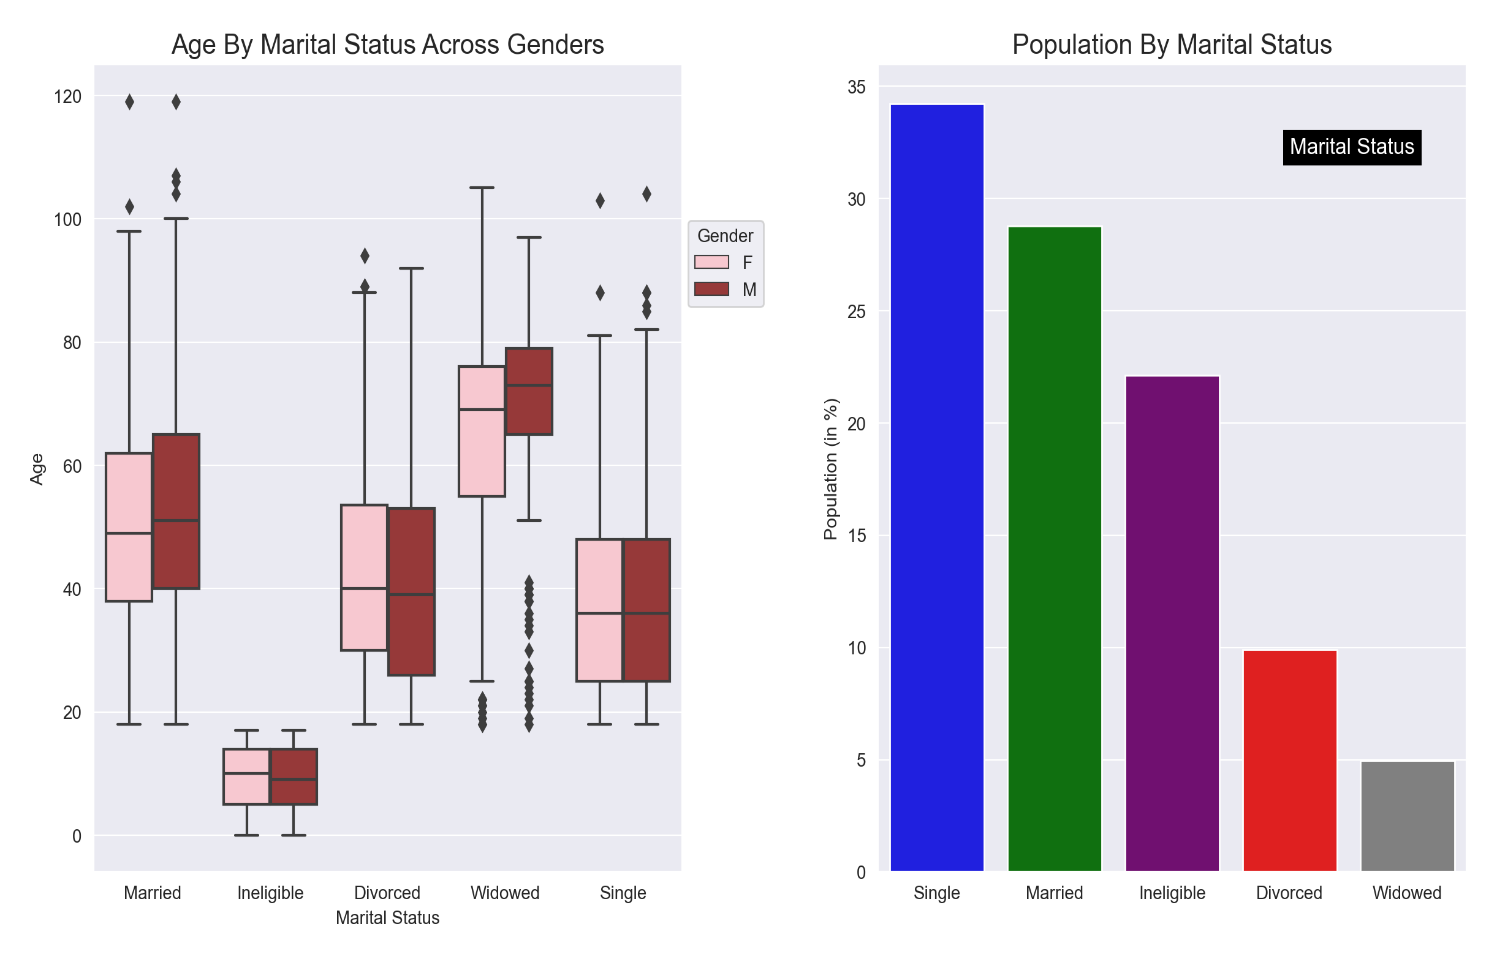 Age By Marital Status Across Genders
120
100
80
60
40
20
0
Age
Married Ineligible Divorced Widowed Single
Marital Status
Gender
F
M
Population By Marital Status
Marital Status
35
30
25
20
15
10
5
0
Population (in %)
Single Married Ineligible Divorced Widowed